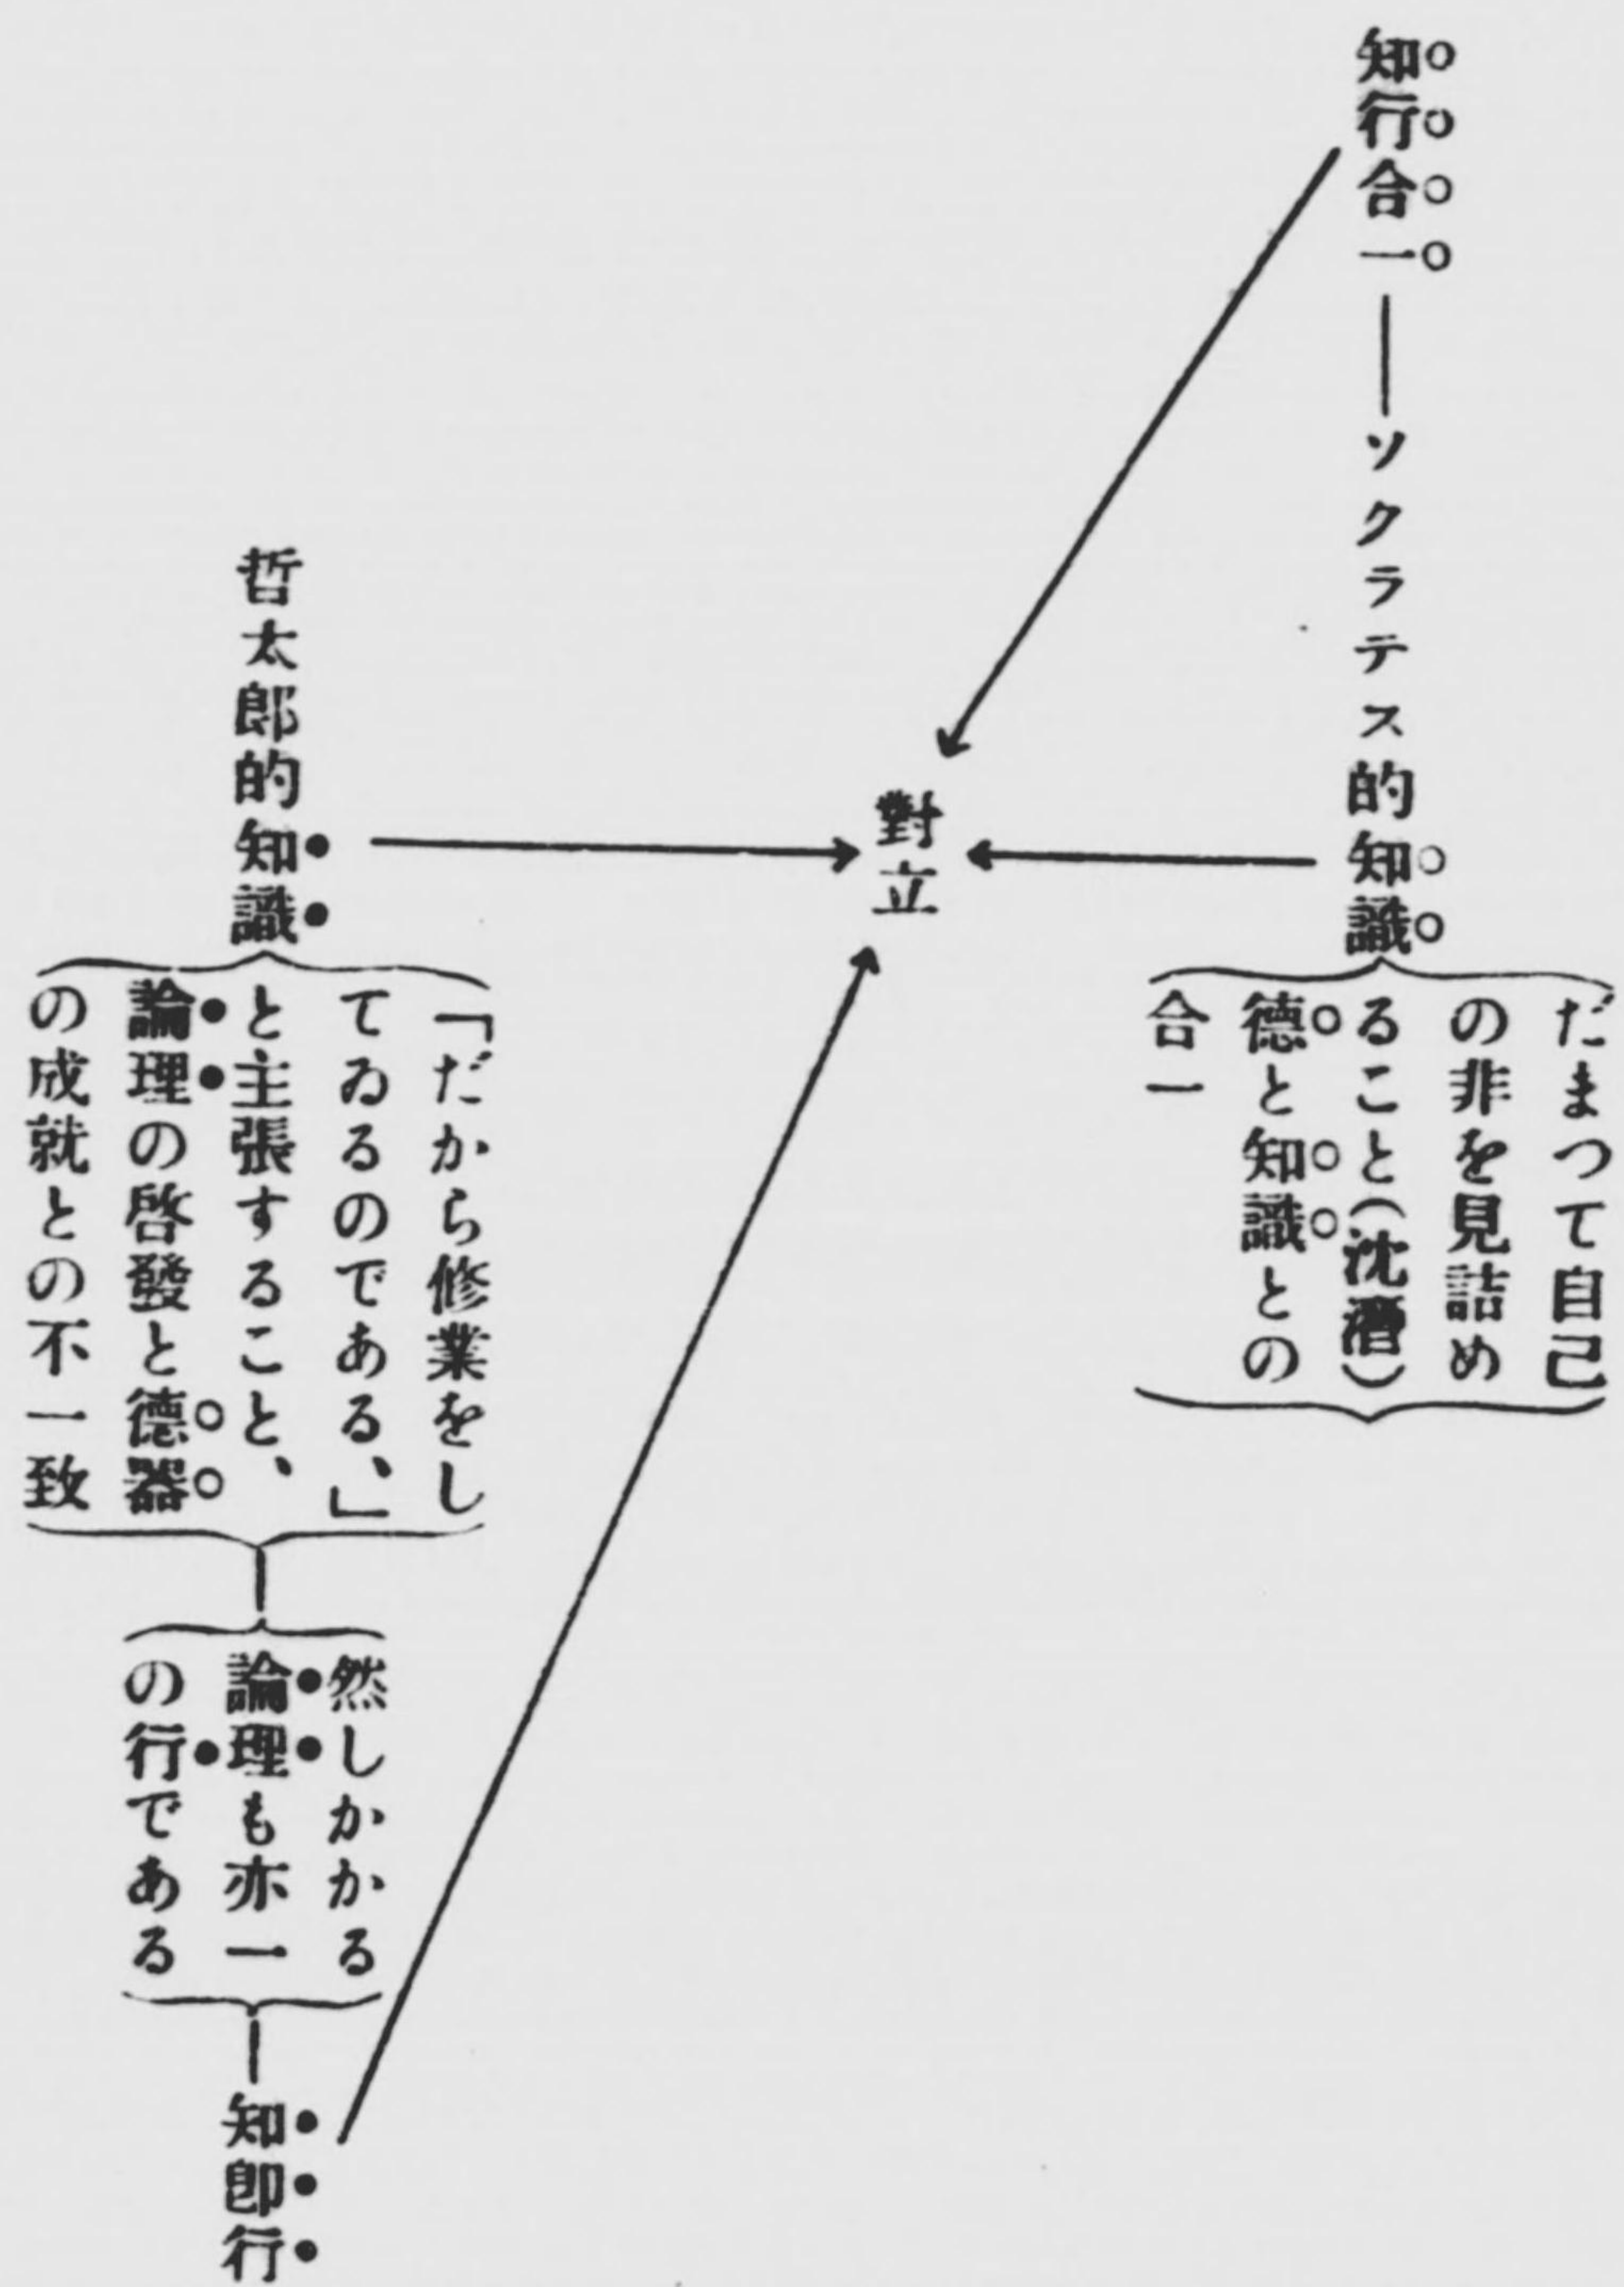 知行合一――ソクラテス的知識
だまつて自己
の非を見詰め
ること(沈潛)
德と知識との
合一
對立
哲太郎的知識
「だから修業をし
てゐるのである、」
と主張すること、
論理の啓發と德器
の成就との不一致
然しかかる
論理も亦一
の行である
知卽行